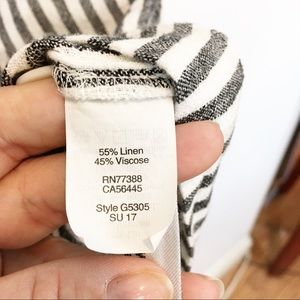 55% Linen
45% Viscose
RN77388
CA56445
Style G5305
SU 17